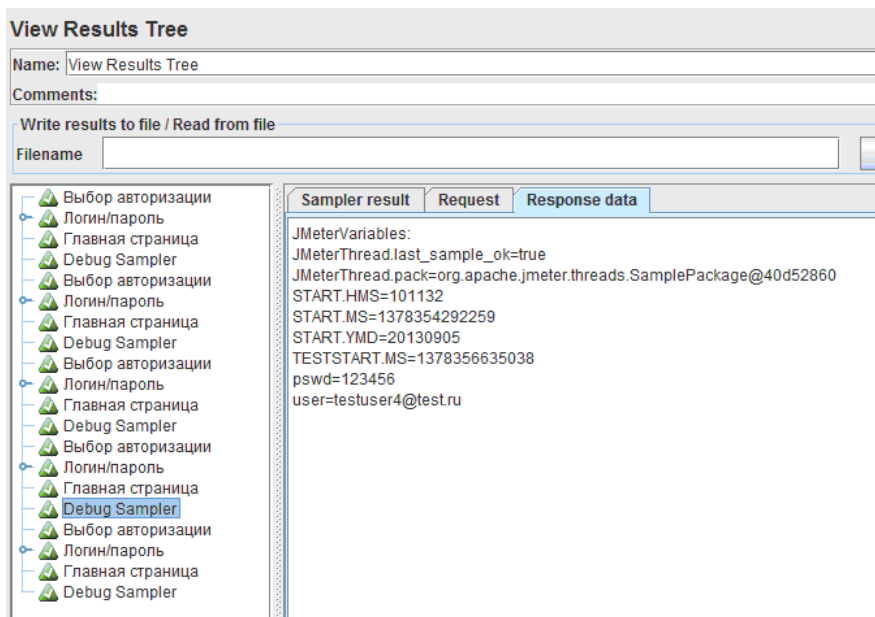 View Results Tree
Name: View Results Tree
Comments:
Write results to file / Read from file
Filename
Выбор авторизации
Логин/пароль
Главная страница
Debug Sampler
Выбор авторизации
Логин/пароль
Главная страница
Debug Sampler
Выбор авторизации
Логин/пароль
Главная страница
Debug Sampler
Выбор авторизации
Логин/пароль
Главная страница
Debug Sampler
Выбор авторизации
Логин/пароль
Главная страница
Debug Sampler
Sampler result Request Response data
JMeterVariables:
JMeterThread.last_sample_ok=true
JMeterThread.pack=org.apache.jmeter.threads.SamplePackage@40d52860
START.HMS=101132
START.MS=1378354292259
START.YMD=20130905
TESTSTART.MS=1378356635038
pswd=123456
user=testuser4@test.ru